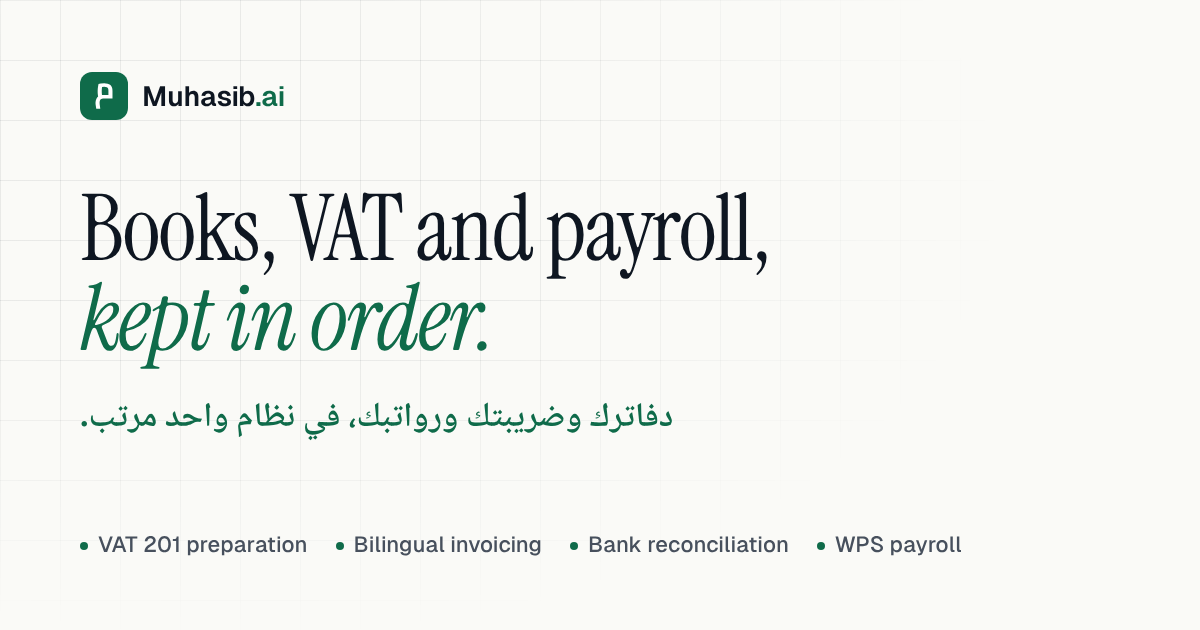 م Muhasib.ai
Books, VAT and payroll,
kept in order.
دفاترك وضريبتك ورواتبك، في نظام واحد مرتب.
VAT 201 preparation • Bilingual invoicing • Bank reconciliation • WPS payroll